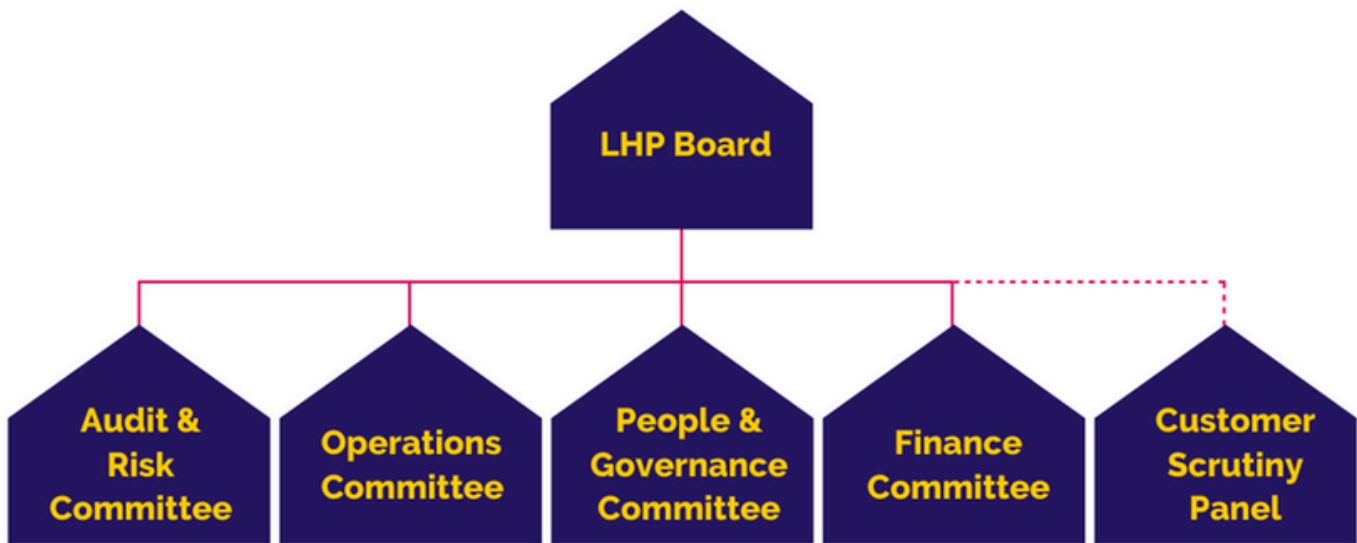 LHP Board
Audit &
Risk
Committee
Operations
Committee
People &
Governance
Committee
Finance
Committee
Customer
Scrutiny
Panel